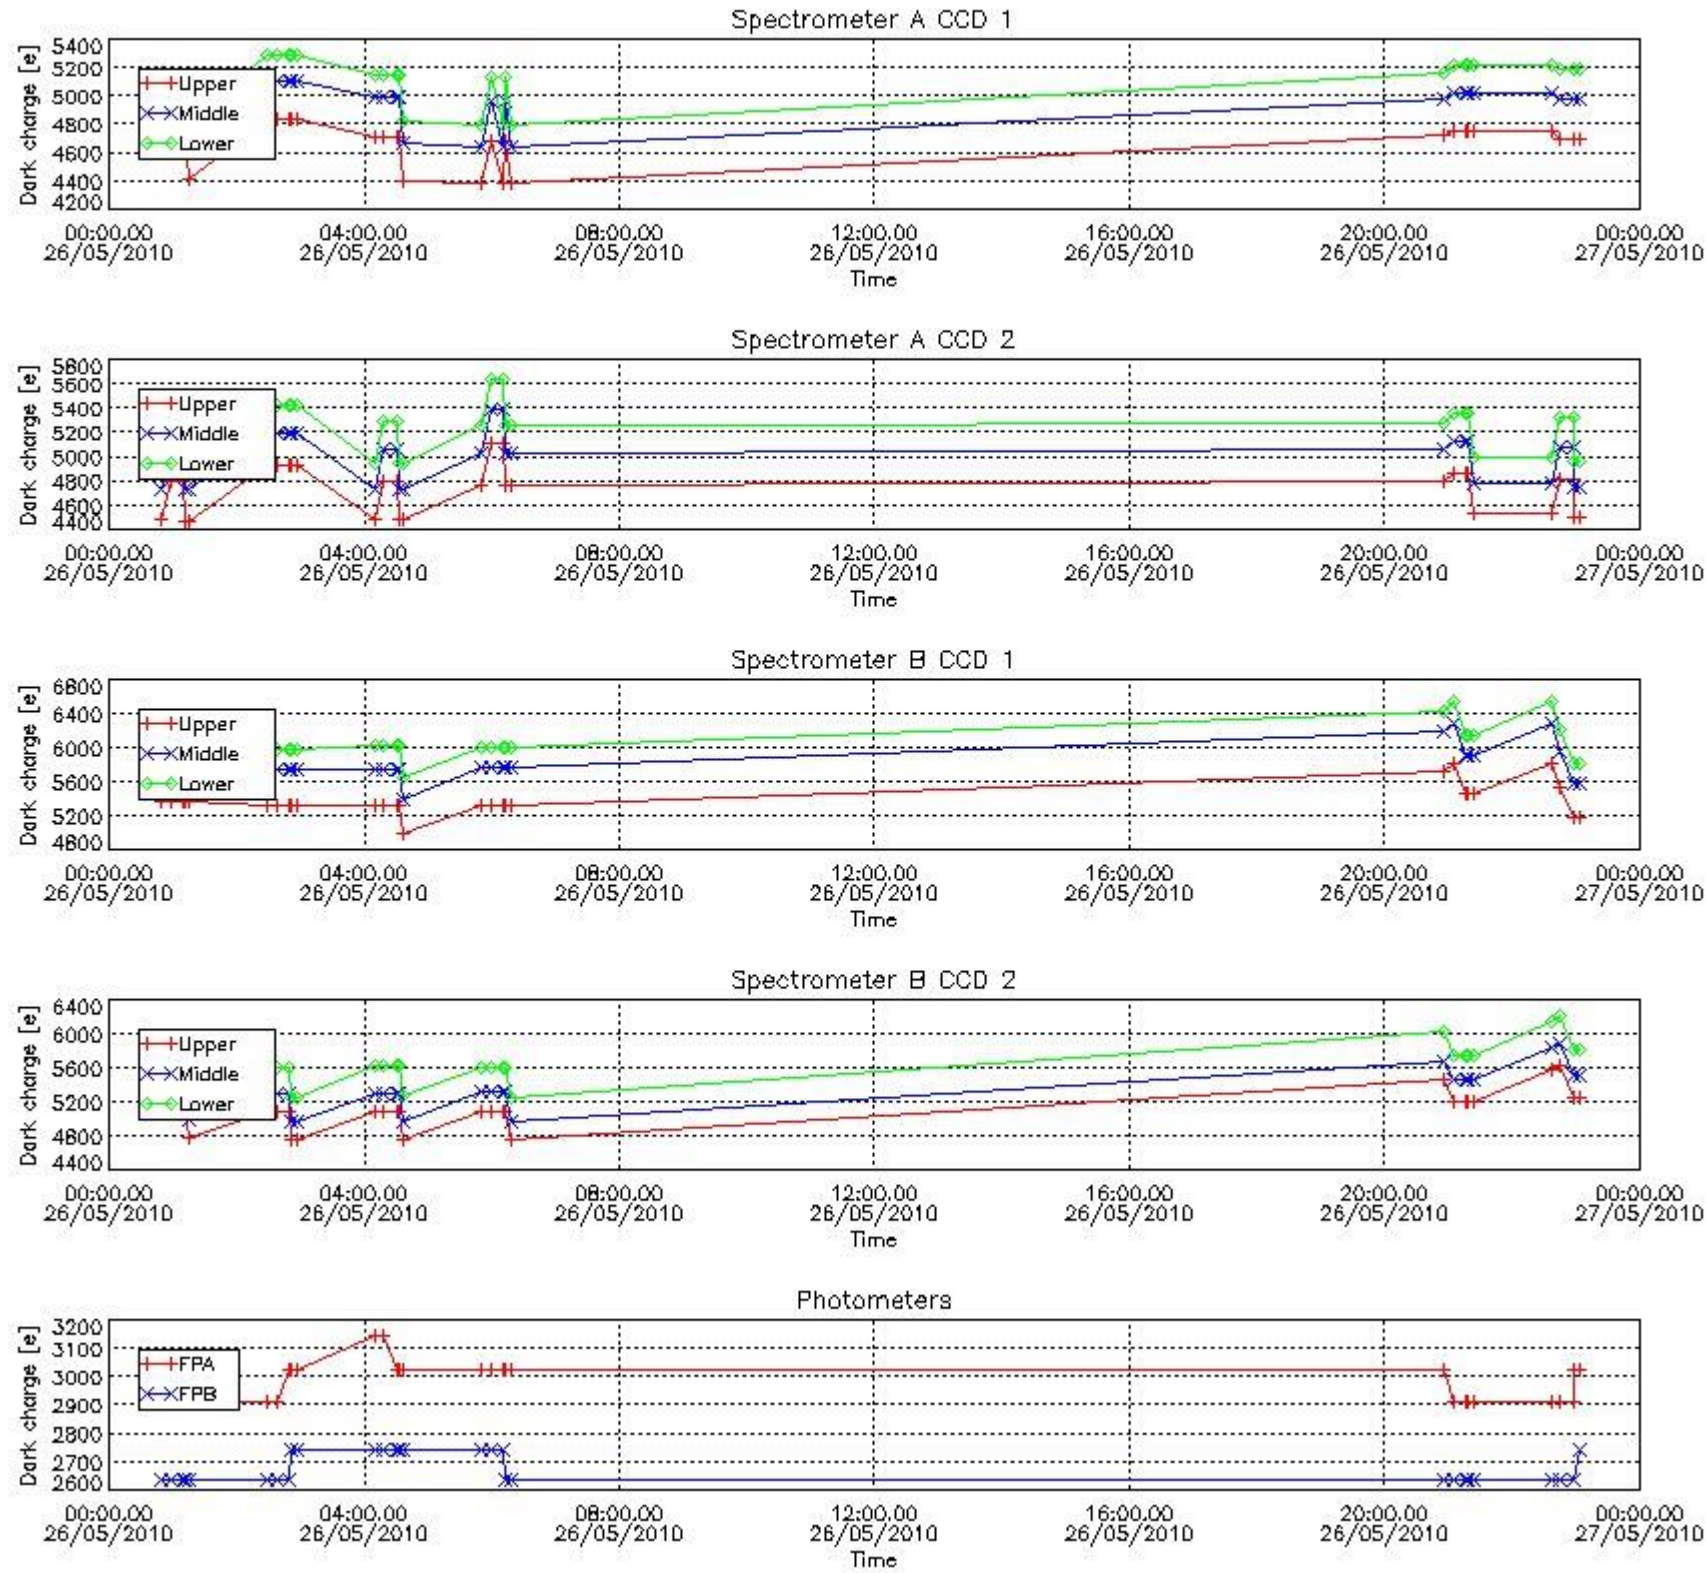 Spectrometer A CCD 1
Dark charge [e]
5400
5200
5000
4800
4600
4400
4200
Upper
Middle
Lower
00:00.00 04:00.00 08:00.00 12:00.00 16:00.00 20:00.00 00:00.00
26/05/2010 26/05/2010 26/05/2010 26/05/2010 26/05/2010 26/05/2010 27/05/2010
Time
Spectrometer A CCD 2
Dark charge [e]
5800
5600
5400
5200
5000
4800
4600
4400
Upper
Middle
Lower
00:00.00 04:00.00 08:00.00 12:00.00 16:00.00 20:00.00 00:00.00
26/05/2010 26/05/2010 26/05/2010 26/05/2010 26/05/2010 26/05/2010 27/05/2010
Time
Spectrometer B CCD 1
Dark charge [e]
6800
6400
6000
5600
5200
4800
Upper
Middle
Lower
00:00.00 04:00.00 08:00.00 12:00.00 16:00.00 20:00.00 00:00.00
26/05/2010 26/05/2010 26/05/2010 26/05/2010 26/05/2010 26/05/2010 27/05/2010
Time
Spectrometer B CCD 2
Dark charge [e]
6400
6000
5600
5200
4800
4400
Upper
Middle
Lower
00:00.00 04:00.00 08:00.00 12:00.00 16:00.00 20:00.00 00:00.00
26/05/2010 26/05/2010 26/05/2010 26/05/2010 26/05/2010 26/05/2010 27/05/2010
Time
Photometers
Dark charge [e]
3200
3100
3000
2900
2800
2700
2600
FPA
FPB
00:00.00 04:00.00 08:00.00 12:00.00 16:00.00 20:00.00 00:00.00
26/05/2010 26/05/2010 26/05/2010 26/05/2010 26/05/2010 26/05/2010 27/05/2010
Time